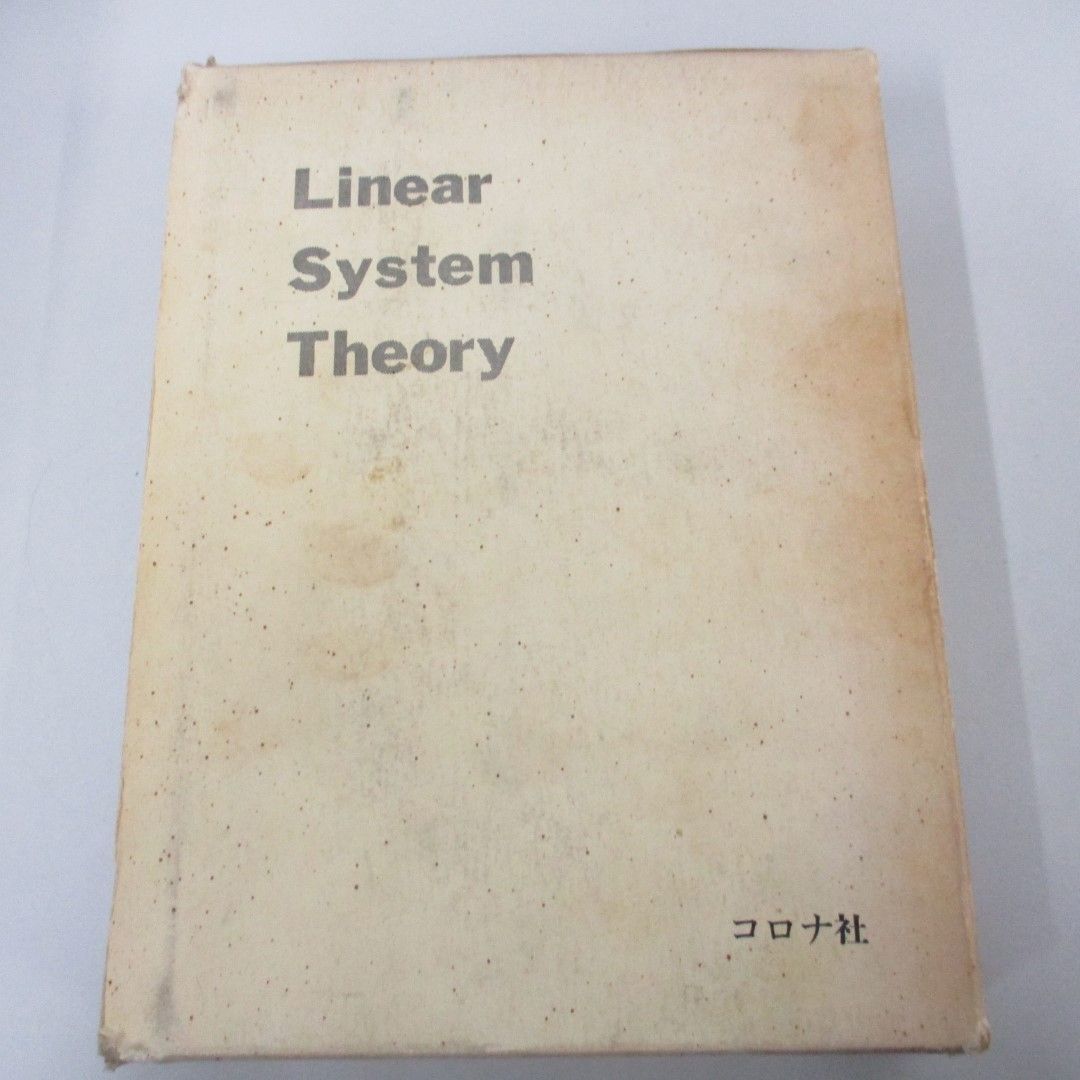 Linear
System
Theory
コロナ社